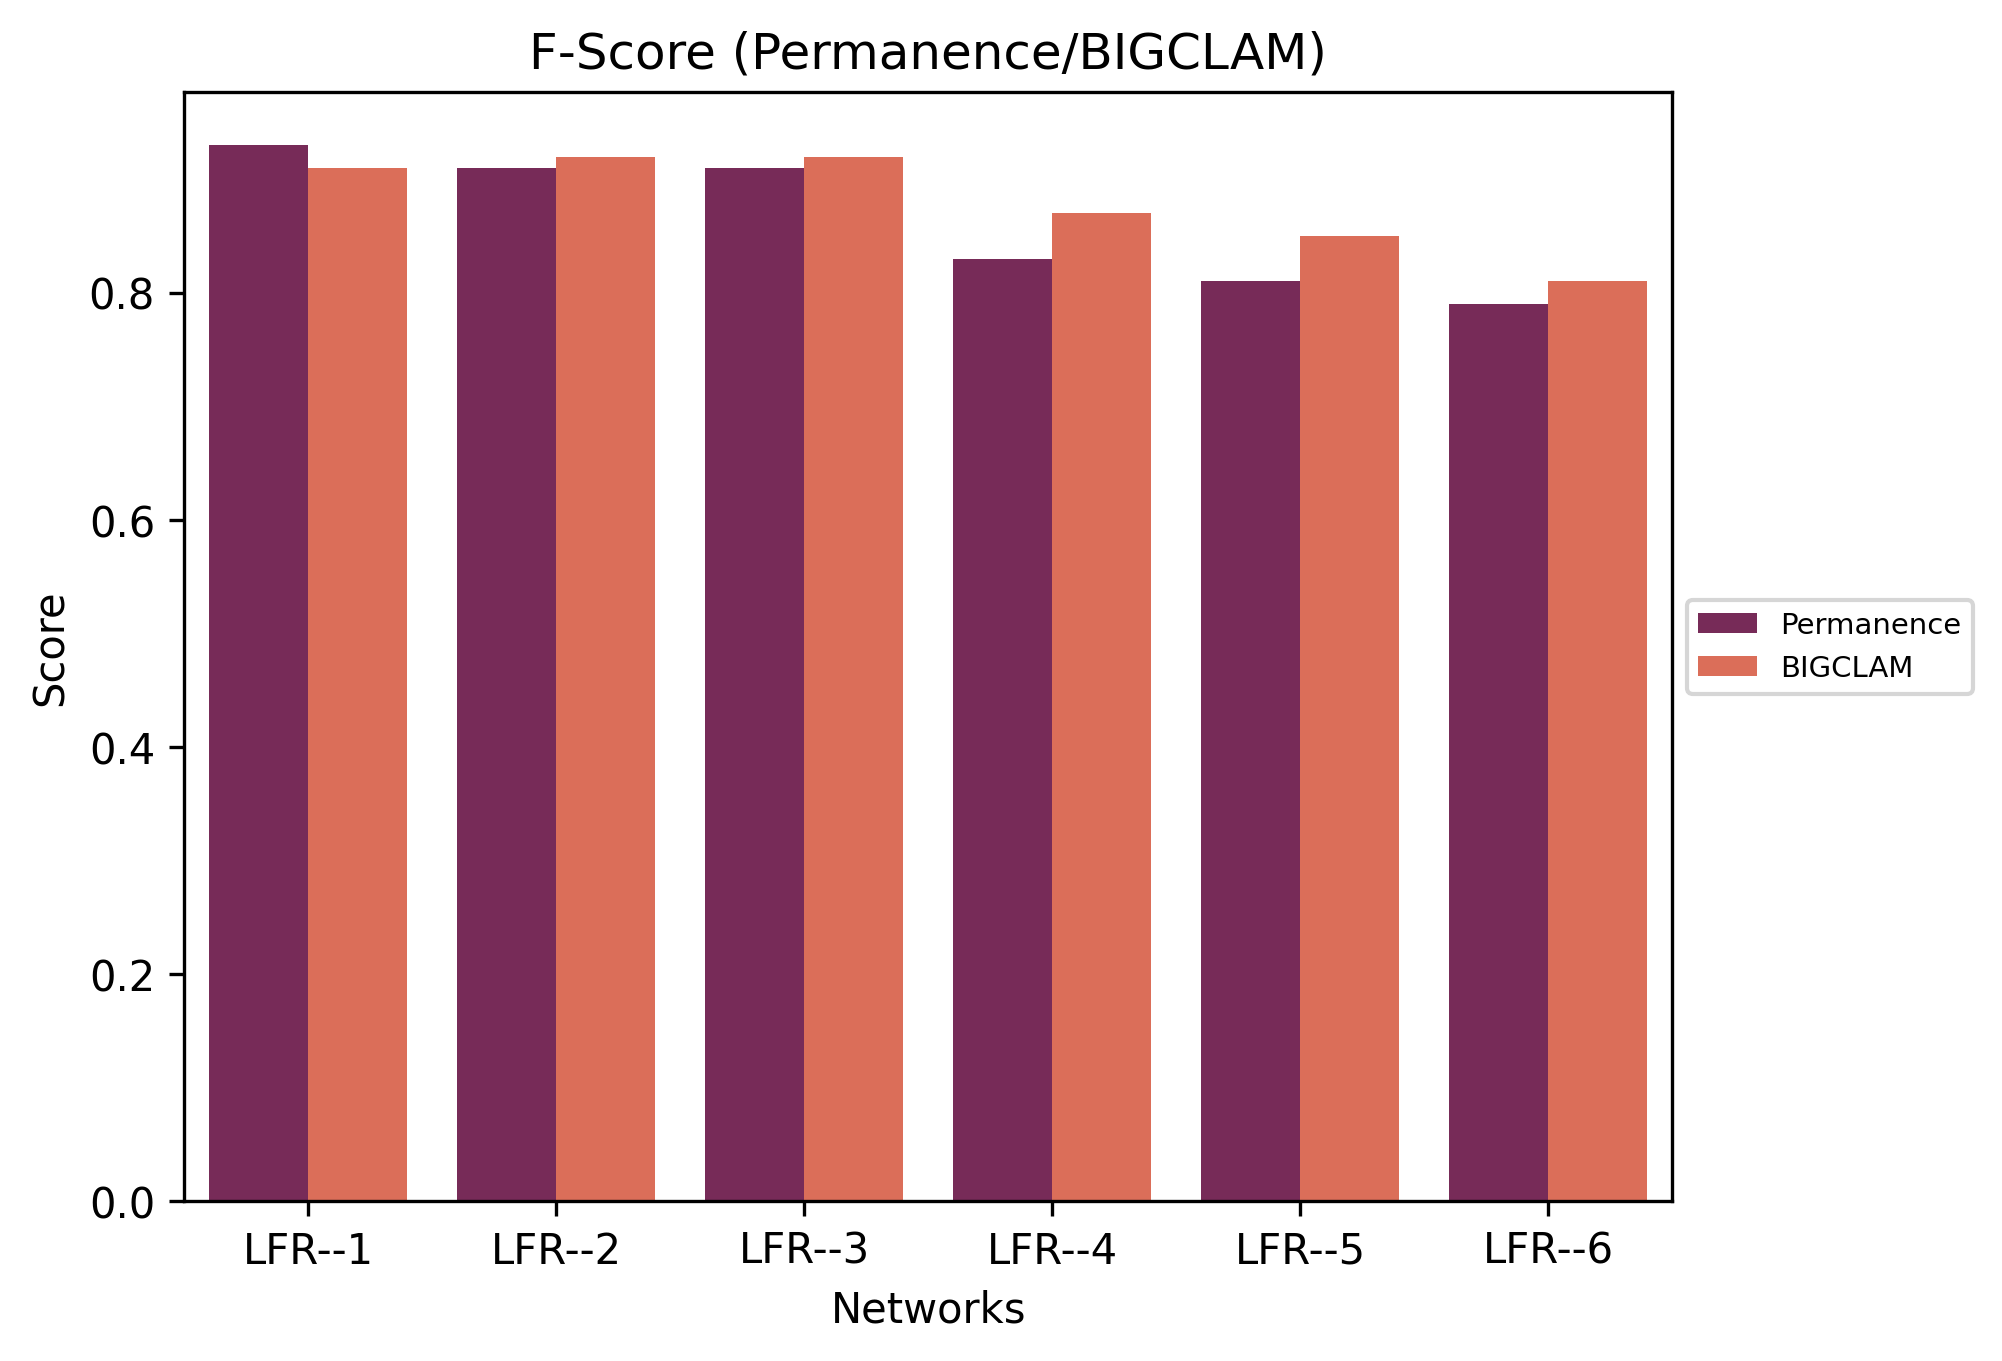 F-Score (Permanence/BIGCLAM)
Score
0.8
0.6
0.4
0.2
0.0
LFR--1 LFR--2 LFR--3 LFR--4 LFR--5 LFR--6
Networks
Permanence
BIGCLAM